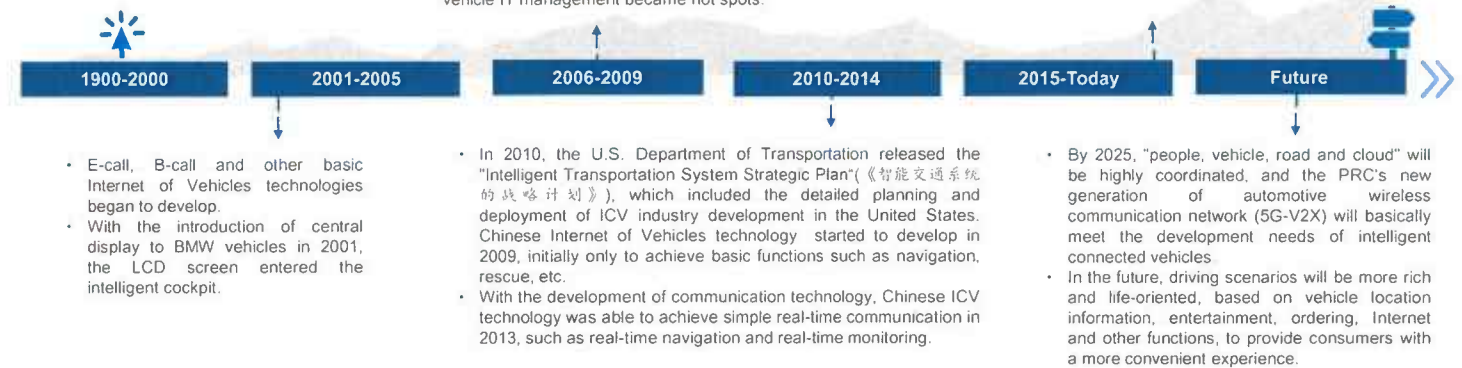 vehicle IT management became hot spots.
1900-2000
2001-2005
2006-2009
2010-2014
2015-Today
Future
• E-call, B-call and other basic
Internet of Vehicles technologies
began to develop.
• With the introduction of central
display to BMW vehicles in 2001,
the LCD screen entered the
intelligent cockpit.
• In 2010, the U.S. Department of Transportation released the
"Intelligent Transportation System Strategic Plan"(《智能交通系统
的战略计划》), which included the detailed planning and
deployment of ICV industry development in the United States.
Chinese Internet of Vehicles technology started to develop in
2009, initially only to achieve basic functions such as navigation,
rescue, etc.
• With the development of communication technology, Chinese ICV
technology was able to achieve simple real-time communication in
2013, such as real-time navigation and real-time monitoring.
• By 2025, "people, vehicle, road and cloud" will
be highly coordinated, and the PRC's new
generation of automotive wireless
communication network (5G-V2X) will basically
meet the development needs of intelligent
connected vehicles
• In the future, driving scenarios will be more rich
and life-oriented, based on vehicle location
information, entertainment, ordering, Internet
and other functions, to provide consumers with
a more convenient experience.